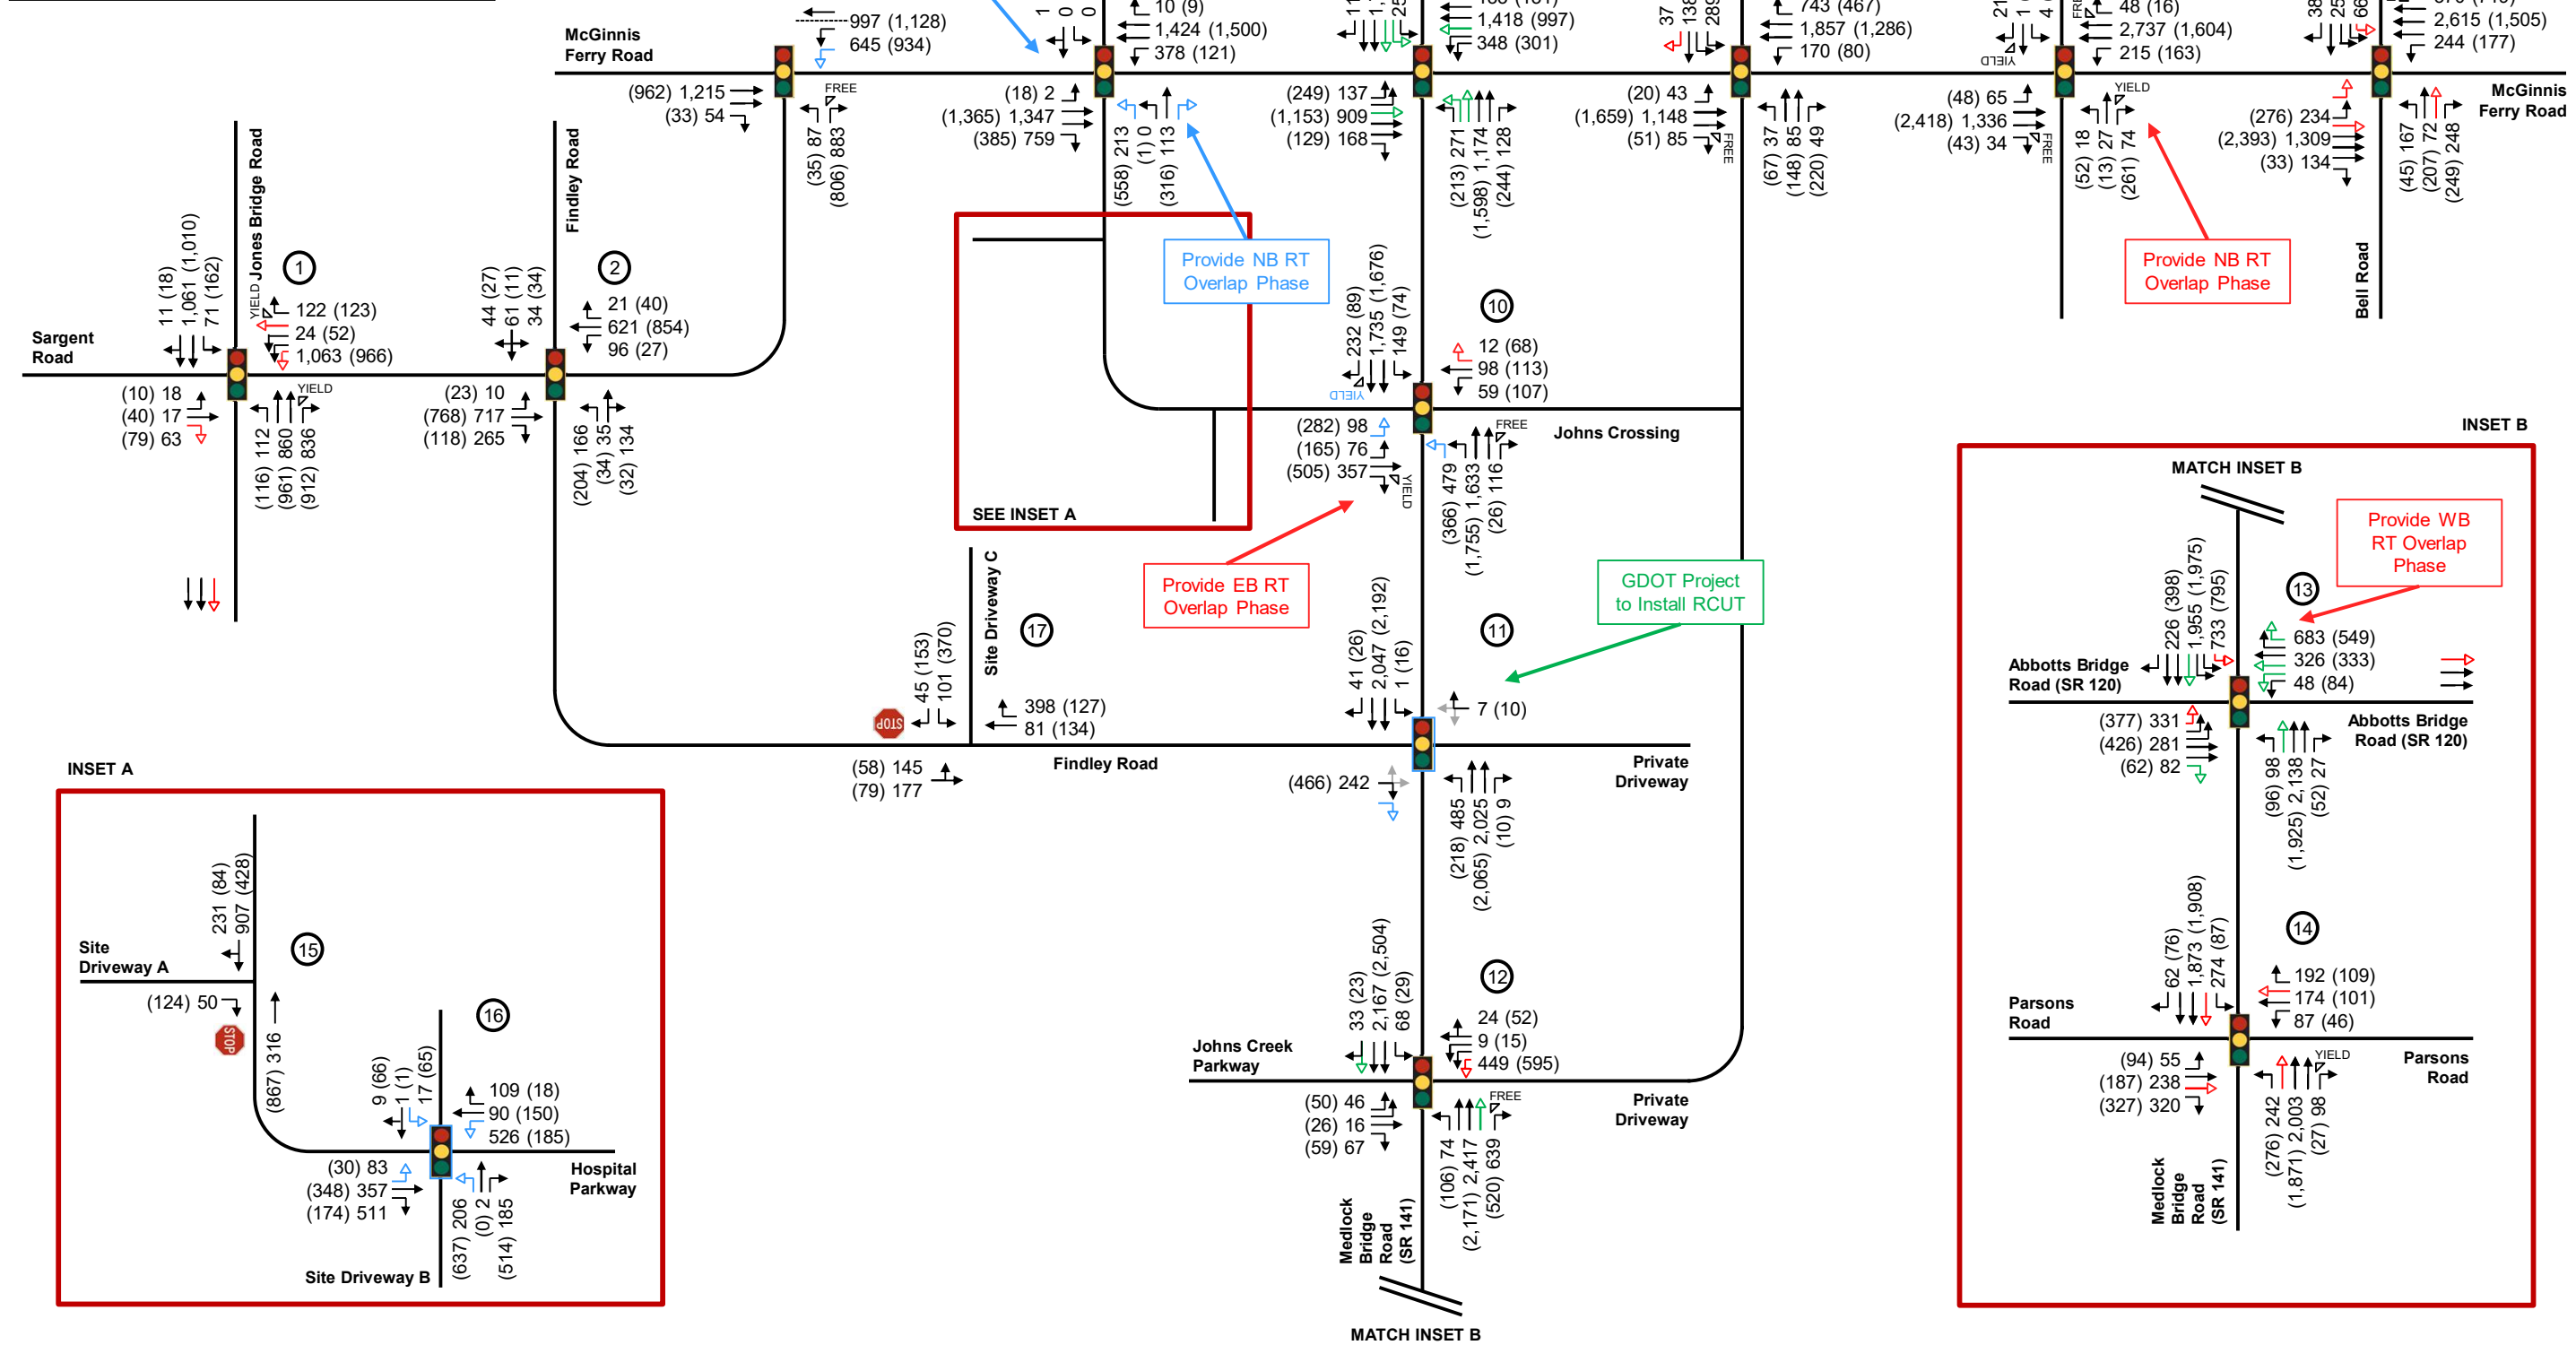 997 (1,128)
645 (934)
McGinnis
Ferry Road
(962) 1,215
(33) 54
FREE
(35) 87
(806) 883
1
0
0
10 (9)
1,424 (1,500)
378 (121)
(18) 2
(1,365) 1,347
(385) 759
(558) 213
(1) 0
(316) 113
1,418 (997)
348 (301)
(249) 137
(1,153) 909
(129) 168
(213) 271
(1,598) 1,174
(244) 128
37
138
289
743 (467)
1,857 (1,286)
170 (80)
(20) 43
(1,659) 1,148
(51) 85
FREE
(67) 37
(148) 85
(220) 49
YIELD
48 (16)
2,737 (1,604)
215 (163)
(48) 65
(2,418) 1,336
(43) 34
FREE
YIELD
(52) 18
(13) 27
(261) 74
2,615 (1,505)
244 (177)
McGinnis
Ferry Road
(276) 234
(2,393) 1,309
(33) 134
(45) 167
(207) 72
(249) 248
Bell Road
Provide NB RT
Overlap Phase
Provide NB RT
Overlap Phase
Jones Bridge Road
1
11 (18)
1,061 (1,010)
71 (162)
YIELD
122 (123)
24 (52)
1,063 (966)
Sargent
Road
(10) 18
(40) 17
(79) 63
YIELD
(116) 112
(961) 860
(912) 836
Findley Road
2
44 (27)
61 (11)
34 (34)
21 (40)
621 (854)
96 (27)
(23) 10
(768) 717
(118) 265
(204) 166
(34) 35
(32) 134
SEE INSET A
10
232 (89)
1,735 (1,676)
149 (74)
YIELD
12 (68)
98 (113)
59 (107)
(282) 98
(165) 76
(505) 357
YIELD
FREE
(366) 479
(1,755) 1,633
(26) 116
Johns Crossing
Provide EB RT
Overlap Phase
GDOT Project
to Install RCUT
Site Driveway C
17
45 (153)
101 (370)
STOP
398 (127)
81 (134)
(58) 145
(79) 177
Findley Road
11
41 (26)
2,047 (2,192)
1 (16)
7 (10)
(466) 242
(218) 485
(2,065) 2,025
(10) 9
Private
Driveway
12
33 (23)
2,167 (2,504)
68 (29)
24 (52)
9 (15)
449 (595)
Johns Creek
Parkway
(50) 46
(26) 16
(59) 67
FREE
(106) 74
(2,171) 2,417
(520) 639
Private
Driveway
Medlock
Bridge
Road
(SR 141)
MATCH INSET B
INSET A
231 (84)
907 (428)
15
Site
Driveway A
(124) 50
STOP
(867) 316
16
9 (66)
1 (1)
17 (65)
109 (18)
90 (150)
526 (185)
(30) 83
(348) 357
(174) 511
(637) 206
(0) 2
(514) 185
Hospital
Parkway
Site Driveway B
INSET B
MATCH INSET B
Provide WB
RT Overlap
Phase
13
226 (398)
1,955 (1,975)
733 (795)
683 (549)
326 (333)
48 (84)
Abbotts Bridge
Road (SR 120)
(377) 331
(426) 281
(62) 82
(96) 98
(1,925) 2,138
(52) 27
Abbotts Bridge
Road (SR 120)
14
62 (76)
1,873 (1,908)
274 (87)
192 (109)
174 (101)
87 (46)
Parsons
Road
(94) 55
(187) 238
(327) 320
YIELD
(276) 242
(1,871) 2,003
(27) 98
Parsons
Road
Medlock
Bridge
Road
(SR 141)